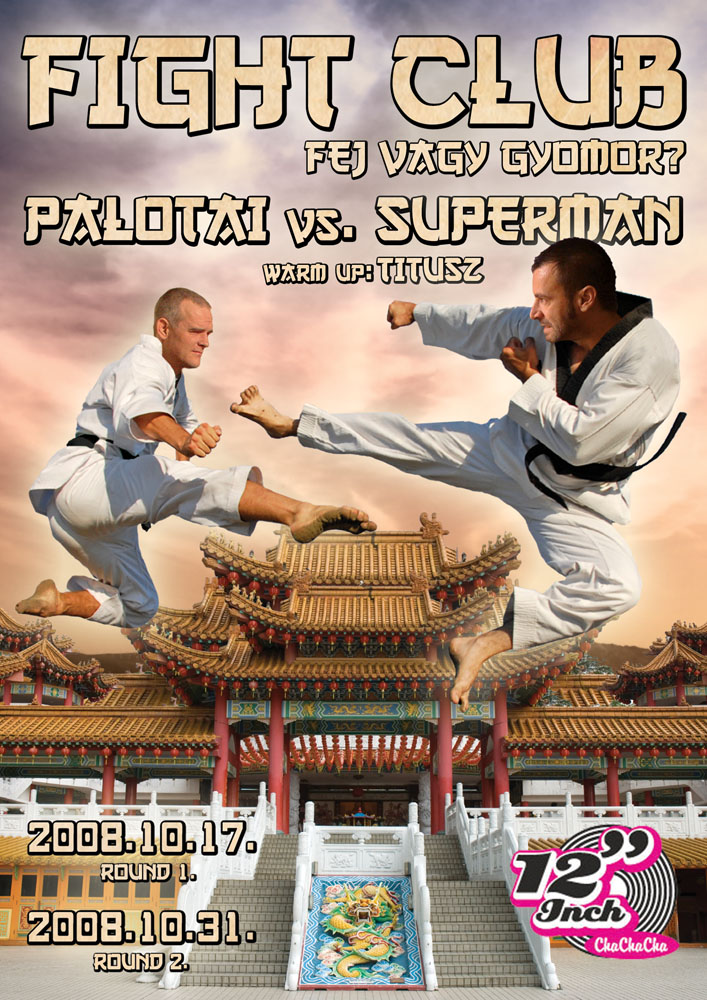 FIGHT CLUB
FEJ VAGY GYOMOR?
PALOTAI VS. SUPERMAN
WARM UP: TITUSZ
2008.10.17.
ROUND 1.
2008.10.31.
ROUND 2.
12"
Inch
ChaChaCha